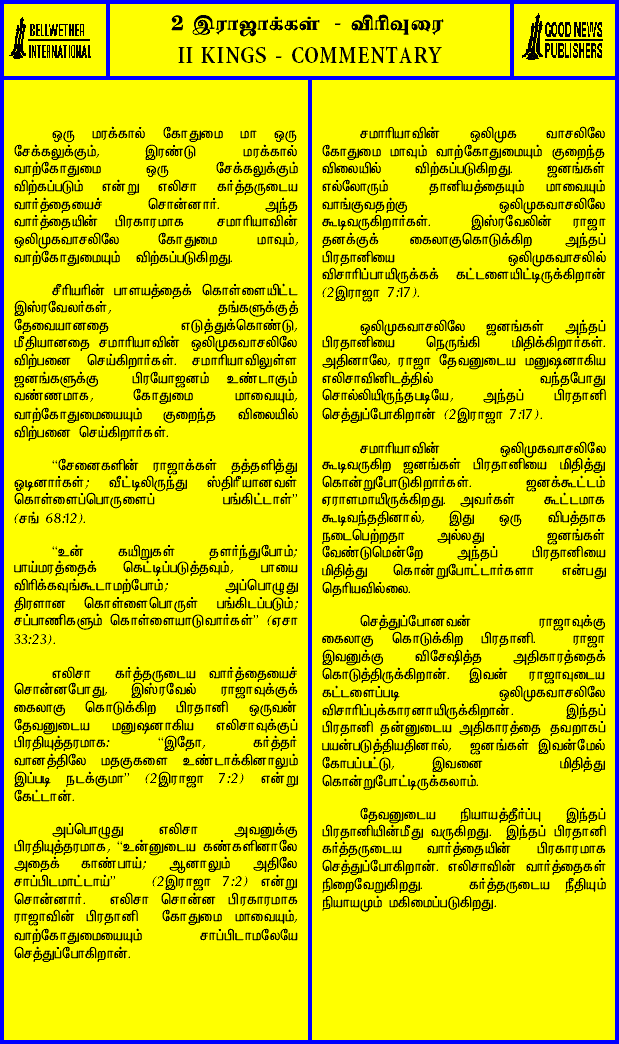 BELLWETHER
INTERNATIONAL
2 இராஜாக்கள் - விரிவுரை
II KINGS - COMMENTARY
GOOD NEWS
PUBLISHERS
ஒரு மரக்கால் கோதுமை மா ஒரு
சேக்கலுக்கும், இரண்டு மரக்கால்
வாற்கோதுமை ஒரு சேக்கலுக்கும்
விற்கப்படும் என்று எலிசா கர்த்தருடைய
வார்த்தையைச் சொன்னார். அந்த
வார்த்தையின் பிரகாரமாக சமாரியாவின்
ஒலிமுகவாசலிலே கோதுமை மாவும்,
வாற்கோதுமையும் விற்கப்படுகிறது.
சீரியரின் பாளயத்தைக் கொள்ளையிட்ட
இஸ்ரவேலர்கள், தங்களுக்குத்
தேவையானதை எடுத்துக்கொண்டு,
மீதியானதை சமாரியாவின் ஒலிமுகவாசலிலே
விற்பனை செய்கிறார்கள். சமாரியாவிலுள்ள
ஜனங்களுக்கு பிரயோஜனம் உண்டாகும்
வண்ணமாக, கோதுமை மாவையும்,
வாற்கோதுமையையும் குறைந்த விலையில்
விற்பனை செய்கிறார்கள்.
“சேனைகளின் ராஜாக்கள் தத்தளித்து
ஓடினார்கள்; வீட்டிலிருந்து ஸ்திரீயானவள்
கொள்ளைப்பொருளைப் பங்கிட்டாள்”
(சங் 68:12).
“உன் கயிறுகள் தளர்ந்துபோம்;
பாய்மரத்தைக் கெட்டிப்படுத்தவும், பாயை
விரிக்கவுங்கூடாமற்போம்; அப்பொழுது
திரளான கொள்ளைபொருள் பங்கிடப்படும்;
சப்பாணிகளும் கொள்ளையாடுவார்கள்” (ஏசா
33:23).
எலிசா கர்த்தருடைய வார்த்தையைச்
சொன்னபோது, இஸ்ரவேல் ராஜாவுக்குக்
கைலாகு கொடுக்கிற பிரதானி ஒருவன்
தேவனுடைய மனுஷனாகிய எலிசாவுக்குப்
பிரதியுத்தரமாக: “இதோ, கர்த்தர்
வானத்திலே மதகுகளை உண்டாக்கினாலும்
இப்படி நடக்குமா” (2இராஜா 7:2) என்று
கேட்டான்.
அப்பொழுது எலிசா அவனுக்கு
பிரதியுத்தரமாக, “உன்னுடைய கண்களினாலே
அதைக் காண்பாய்; ஆனாலும் அதிலே
சாப்பிடமாட்டாய்” (2இராஜா 7:2) என்று
சொன்னார். எலிசா சொன்ன பிரகாரமாக
ராஜாவின் பிரதானி கோதுமை மாவையும்,
வாற்கோதுமையையும் சாப்பிடாமலேயே
செத்துப்போகிறான்.
சமாரியாவின் ஒலிமுக வாசலிலே
கோதுமை மாவும் வாற்கோதுமையும் குறைந்த
விலையில் விற்கப்படுகிறது. ஜனங்கள்
எல்லோரும் தானியத்தையும் மாவையும்
வாங்குவதற்கு ஒலிமுகவாசலிலே
கூடிவருகிறார்கள். இஸ்ரவேலின் ராஜா
தனக்குக் கைலாகுகொடுக்கிற அந்தப்
பிரதானியை ஒலிமுகவாசலில்
விசாரிப்பாயிருக்கக் கட்டளையிட்டிருக்கிறான்
(2இராஜா 7:17).
ஒலிமுகவாசலிலே ஜனங்கள் அந்தப்
பிரதானியை நெருங்கி மிதிக்கிறார்கள்.
அதினாலே, ராஜா தேவனுடைய மனுஷனாகிய
எலிசாவினிடத்தில் வந்தபோது
சொல்லியிருந்தபடியே, அந்தப் பிரதானி
செத்துப்போகிறான் (2இராஜா 7:17).
சமாரியாவின் ஒலிமுகவாசலிலே
கூடிவருகிற ஜனங்கள் பிரதானியை மிதித்து
கொன்றுபோடுகிறார்கள். ஜனக்கூட்டம்
ஏராளமாயிருக்கிறது. அவர்கள் கூட்டமாக
கூடிவந்ததினால், இது ஒரு விபத்தாக
நடைபெற்றதா அல்லது ஜனங்கள்
வேண்டுமென்றே அந்தப் பிரதானியை
மிதித்து கொன்றுபோட்டார்களா என்பது
தெரியவில்லை.
செத்துப்போனவன் ராஜாவுக்கு
கைலாகு கொடுக்கிற பிரதானி. ராஜா
இவனுக்கு விசேஷித்த அதிகாரத்தைக்
கொடுத்திருக்கிறான். இவன் ராஜாவுடைய
கட்டளைப்படி ஒலிமுகவாசலிலே
விசாரிப்புக்காரனாயிருக்கிறான். இந்தப்
பிரதானி தன்னுடைய அதிகாரத்தை தவறாகப்
பயன்படுத்தியதினால், ஜனங்கள் இவன்மேல்
கோபப்பட்டு, இவனை மிதித்து
கொன்றுபோட்டிருக்கலாம்.
தேவனுடைய நியாயத்தீர்ப்பு இந்தப்
பிரதானியின்மீது வருகிறது. இந்தப் பிரதானி
கர்த்தருடைய வார்த்தையின் பிரகாரமாக
செத்துப்போகிறான். எலிசாவின் வார்த்தைகள்
நிறைவேறுகிறது. கர்த்தருடைய நீதியும்
நியாயமும் மகிமைப்படுகிறது.